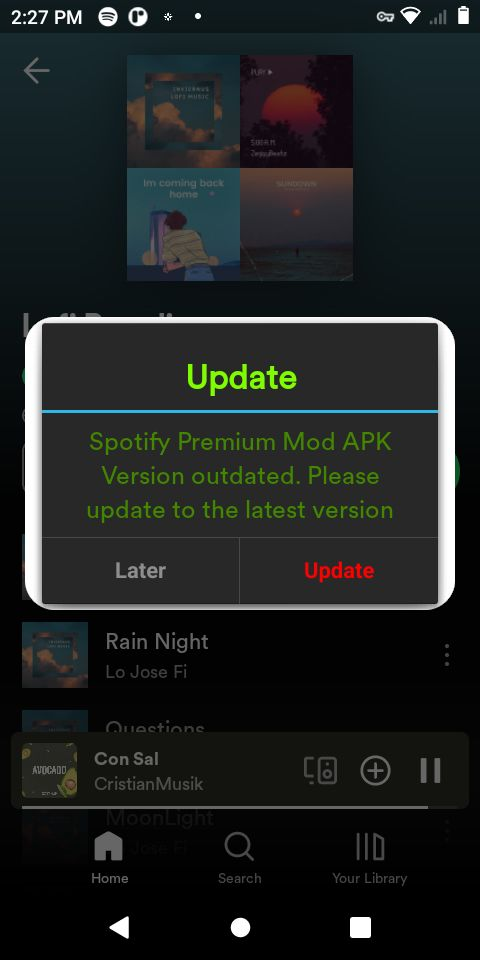 2:27 PM
INVIERNUS
LOFI MUSIC
PLAY
Im coming back
home
SUNDOWN
Update
Spotify Premium Mod APK
Version outdated. Please
update to the latest version
Later
Update
Rain Night
Lo Jose Fi
Questions
AVOCADO
Con Sal
CristianMusik
MoonLight
Jose Fi
Home
Search
Your Library